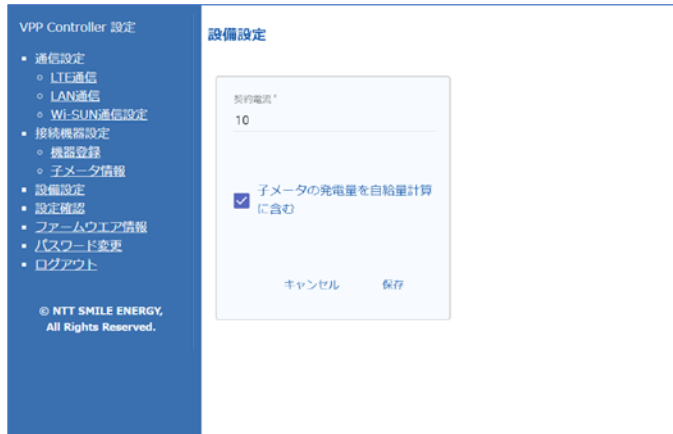 VPP Controller 設定
通信設定
LTE通信
LAN通信
Wi-SUN通信設定
接続機器設定
機器登録
子メータ情報
設備設定
設定確認
ファームウエア情報
パスワード変更
ログアウト
© NTT SMILE ENERGY,
All Rights Reserved.
設備設定
契約電流*
10
子メータの発電量を自給量計算
に含む
キャンセル 保存